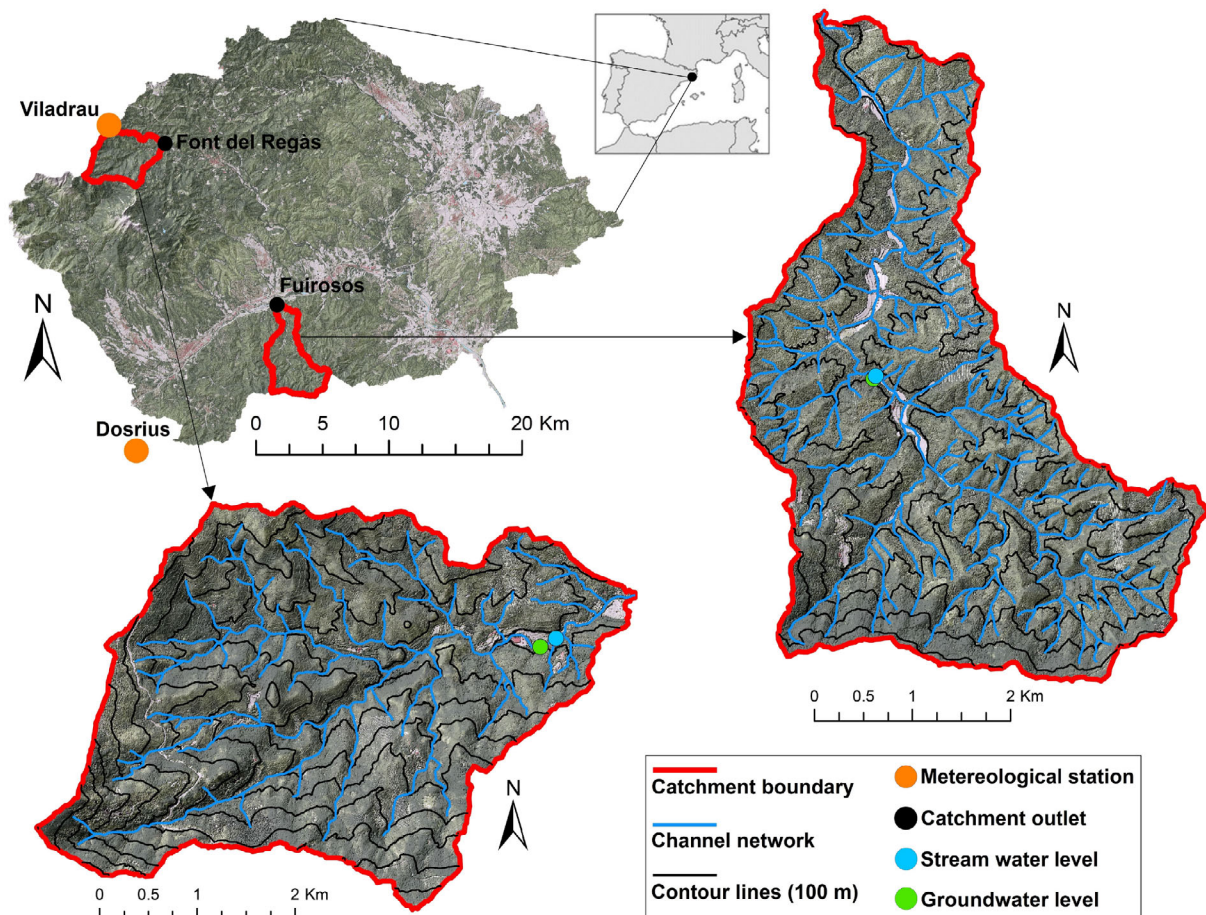 Viladrau
Font del Regàs
Fuirosos
N
Dosrius
0 5 10 20 Km
N
0 0.5 1 2 Km
N
0 0.5 1 2 Km
Catchment boundary
Channel network
Contour lines (100 m)
Metereological station
Catchment outlet
Stream water level
Groundwater level